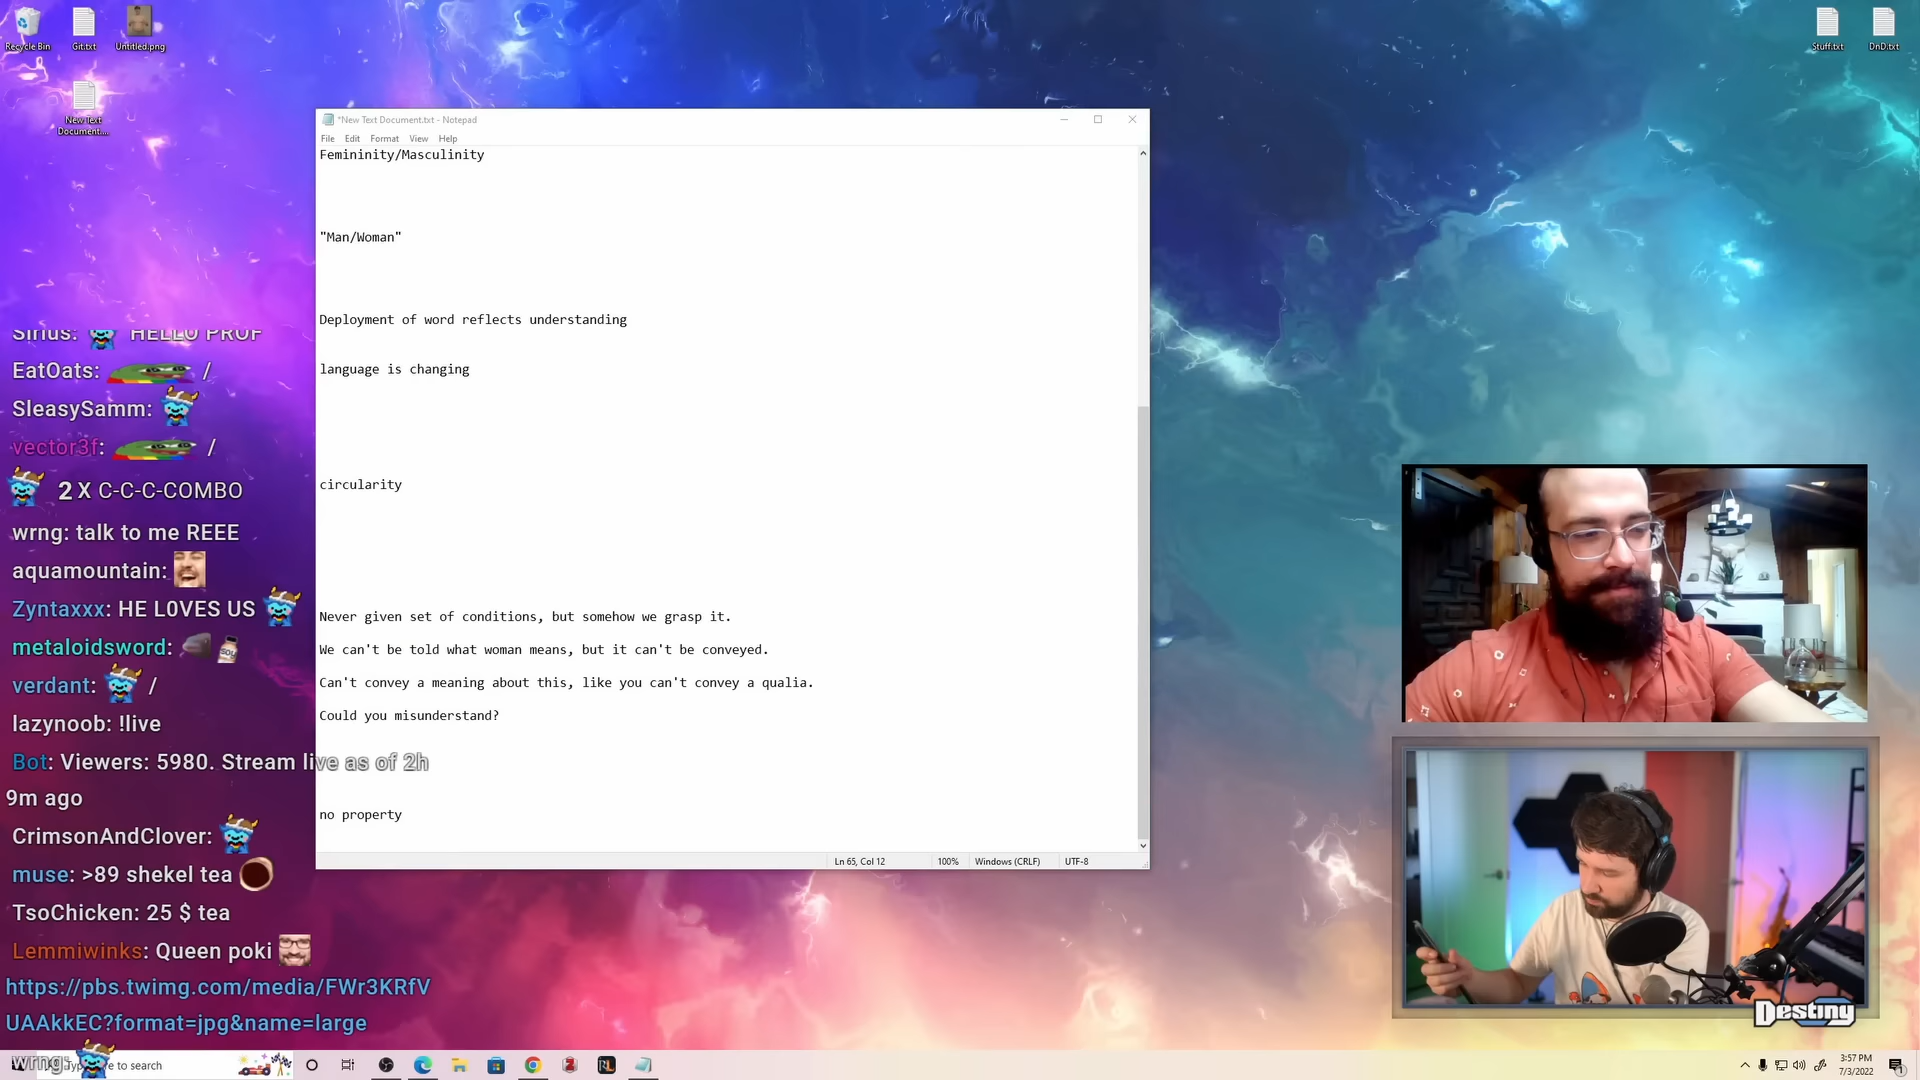 Recycle Bin
Git.txt
Untitled.png
New Text
Document....
Stuff.txt
DnD.txt
*New Text Document.txt - Notepad
File Edit Format View Help
Femininity/Masculinity
"Man/Woman"
Deployment of word reflects understanding
language is changing
circularity
Never given set of conditions, but somehow we grasp it.
We can't be told what woman means, but it can't be conveyed.
Can't convey a meaning about this, like you can't convey a qualia.
Could you misunderstand?
no property
Ln 65, Col 12
100%
Windows (CRLF)
UTF-8
Sirius: HELLO PROF
EatOats: /
SleasySamm:
vector3f: /
2 X C-C-C-COMBO
wrng: talk to me REEE
aquamountain:
Zyntaxxx: HE L0VES US
metaloidsword:
verdant: /
lazynoob: !live
Bot: Viewers: 5980. Stream live as of 2h
9m ago
CrimsonAndClover:
muse: >89 shekel tea
TsoChicken: 25 $ tea
Lemmiwinks: Queen poki
https://pbs.twimg.com/media/FWr3KRfV
UAAkkEC?format=jpg&name=large
wrng:
to search
Destiny
3:57 PM
7/3/2022